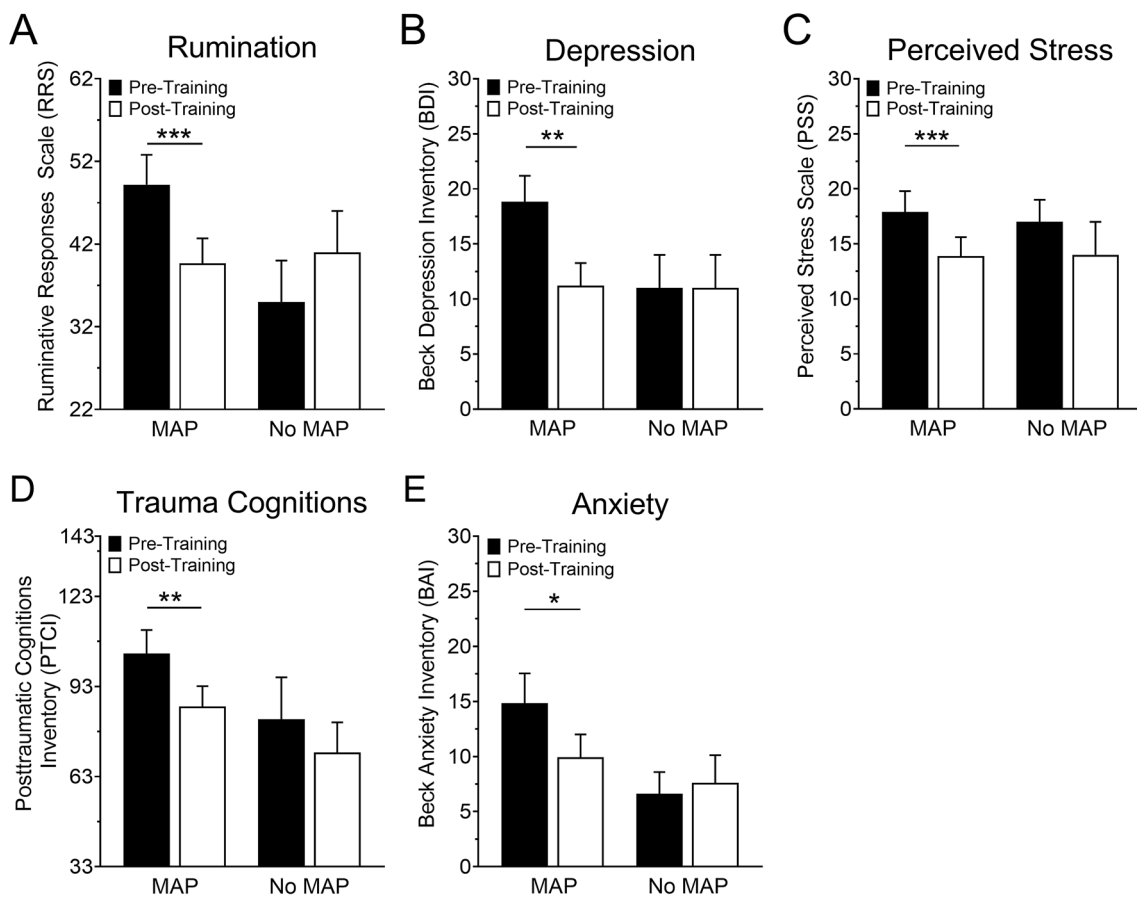 A
Rumination
Ruminative Responses Scale (RRS)
62
52
42
32
22
Pre-Training
Post-Training
***
MAP
No MAP
B
Depression
Beck Depression Inventory (BDI)
30
25
20
15
10
5
0
Pre-Training
Post-Training
**
MAP
No MAP
C
Perceived Stress
Perceived Stress Scale (PSS)
30
25
20
15
10
5
0
Pre-Training
Post-Training
***
MAP
No MAP
D
Trauma Cognitions
Posttraumatic Cognitions
Inventory (PTCI)
143
123
93
63
33
Pre-Training
Post-Training
**
MAP
No MAP
E
Anxiety
Beck Anxiety Inventory (BAI)
30
25
20
15
10
5
0
Pre-Training
Post-Training
*
MAP
No MAP